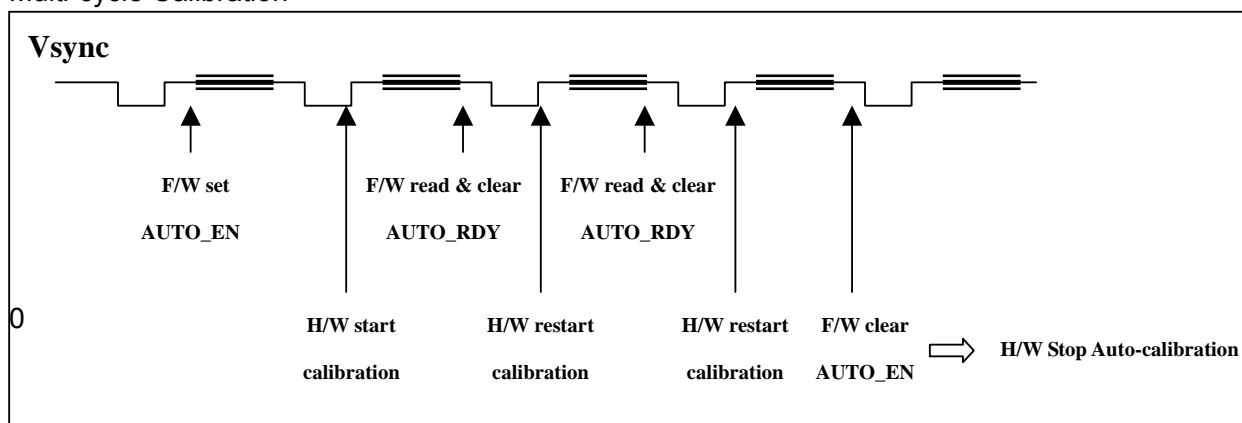 Multi-cycle Calibration
Vsync
F/W set
AUTO_EN
F/W read & clear
AUTO_RDY
F/W read & clear
AUTO_RDY
0
H/W start
calibration
H/W restart
calibration
H/W restart
calibration
F/W clear
AUTO_EN
H/W Stop Auto-calibration